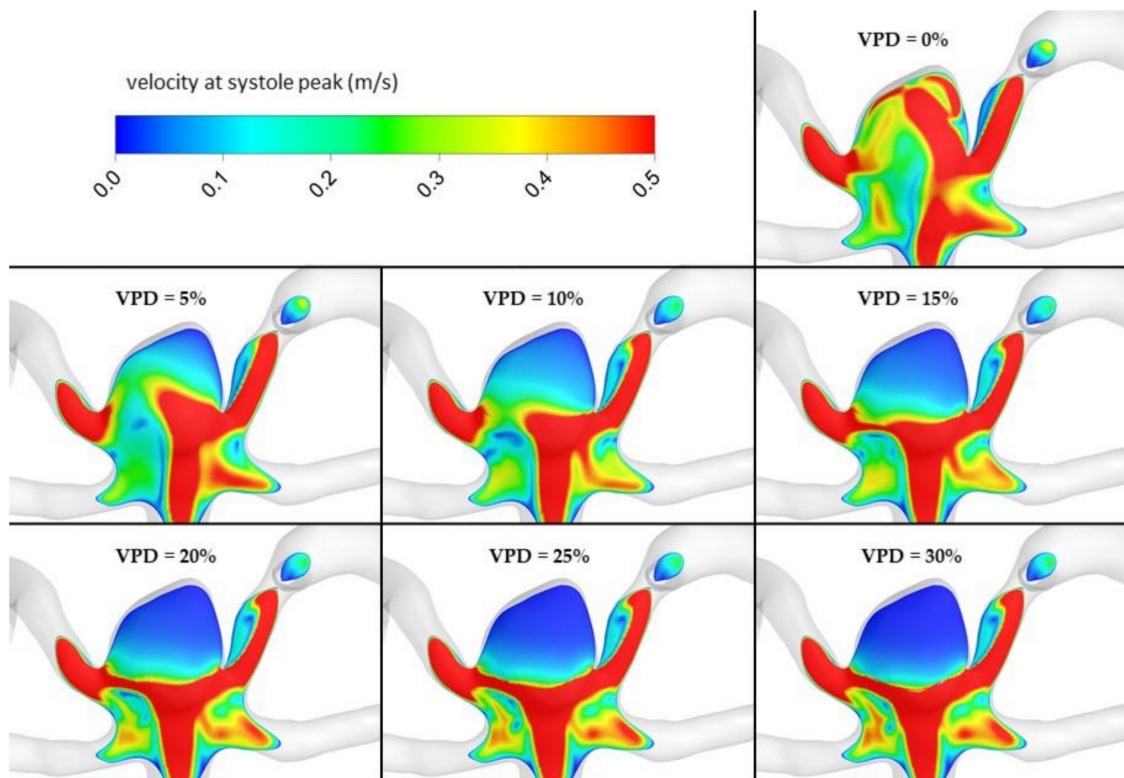 VPD = 0%
velocity at systole peak (m/s)
0.0 0.1 0.2 0.3 0.4 0.5
VPD = 5% VPD = 10% VPD = 15%
VPD = 20% VPD = 25% VPD = 30%